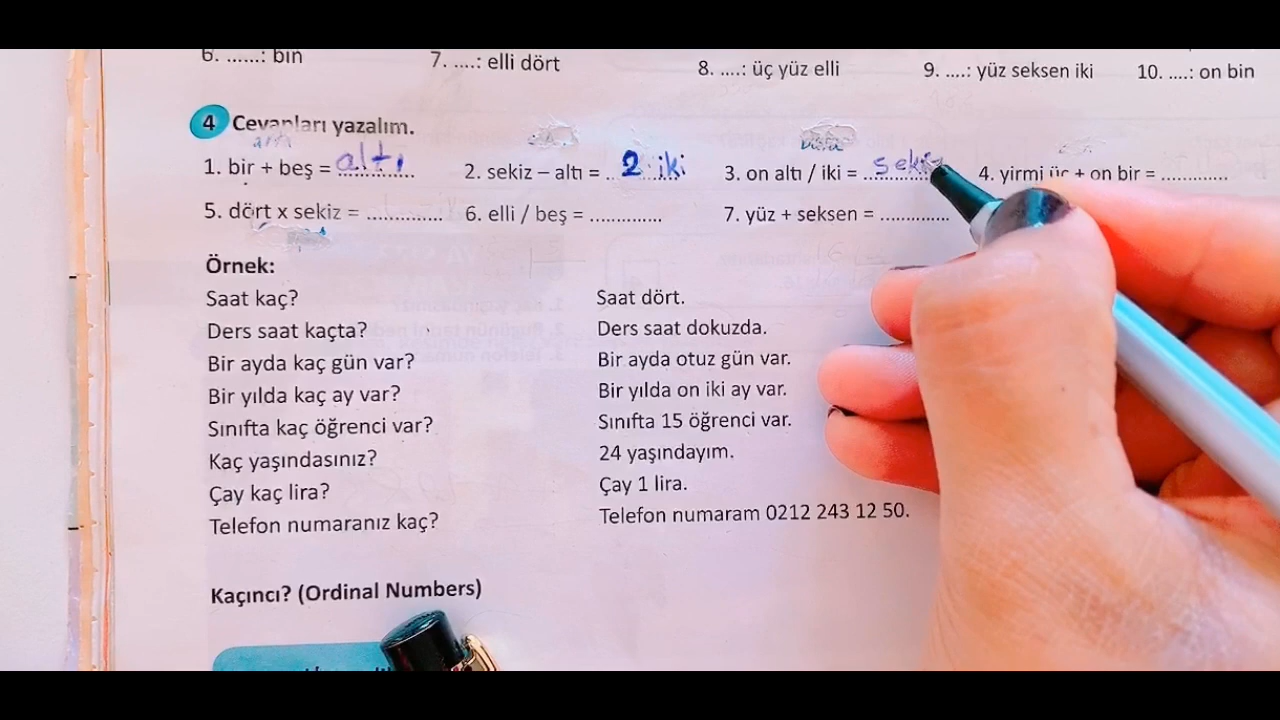 6. ......: bin 7. ....: elli dört 8. ....: üç yüz elli 9. ....: yüz seksen iki 10. ....: on bin
4 Cevapları yazalım.
1. bir + beş = altı 2. sekiz – altı = 2 iki 3. on altı / iki = sekiz 4. yirmi üç + on bir = ............
5. dört x sekiz = ............ 6. elli / beş = ............ 7. yüz + seksen = ............
Örnek:
Saat kaç? Saat dört.
Ders saat kaçta? Ders saat dokuzda.
Bir ayda kaç gün var? Bir ayda otuz gün var.
Bir yılda kaç ay var? Bir yılda on iki ay var.
Sınıfta kaç öğrenci var? Sınıfta 15 öğrenci var.
Kaç yaşındasınız? 24 yaşındayım.
Çay kaç lira? Çay 1 lira.
Telefon numaranız kaç? Telefon numaram 0212 243 12 50.
Kaçıncı? (Ordinal Numbers)